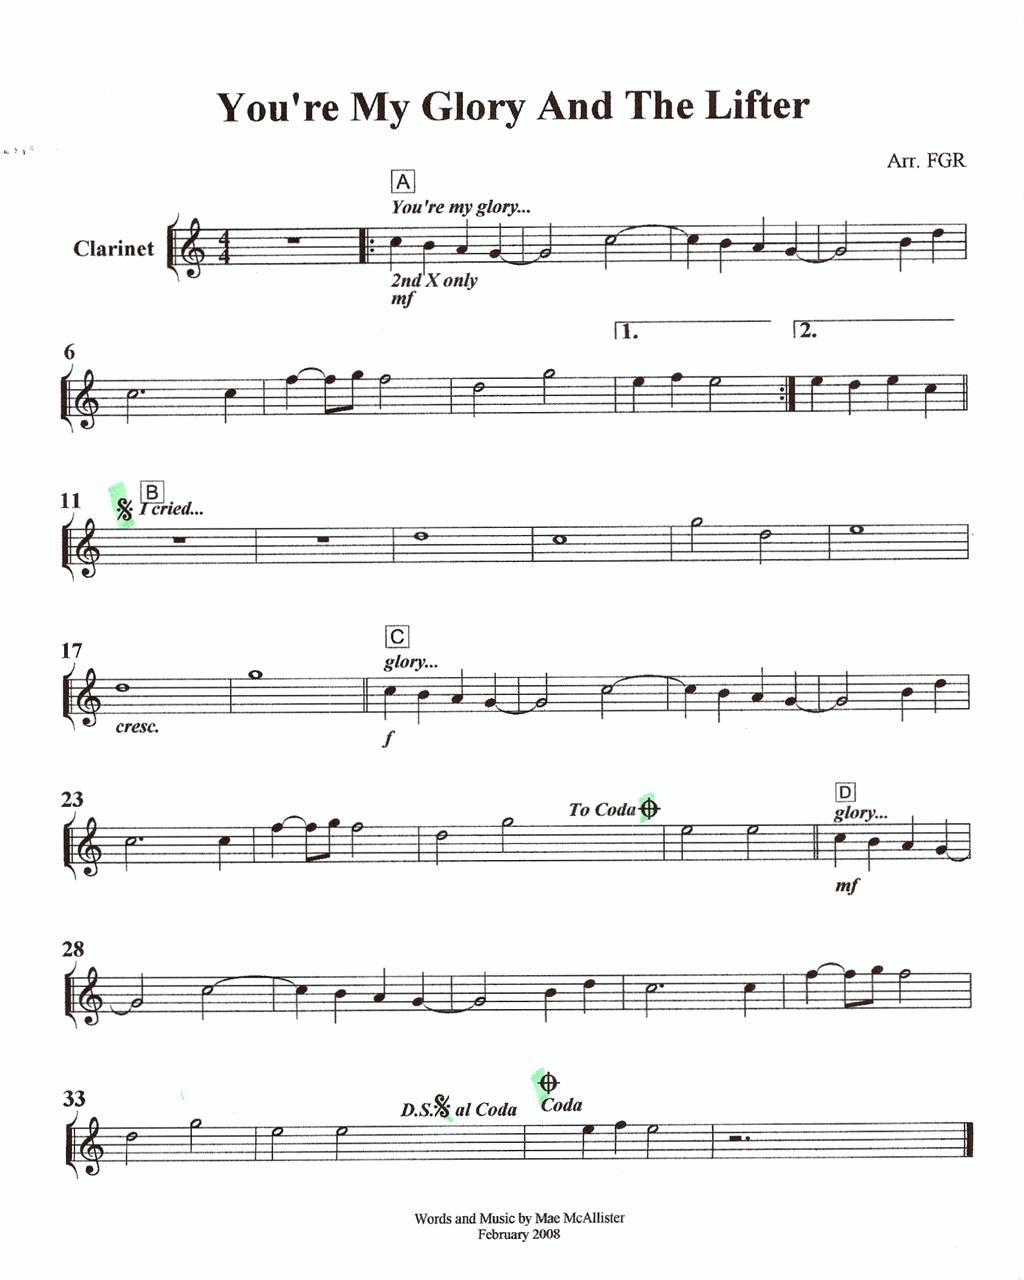 You're My Glory And The Lifter
Arr. FGR
A
You're my glory...
Clarinet
4
4
2nd X only
mf
6
1.
2.
11
B
I cried...
17
C
glory...
cresc.
f
23
To Coda
D
glory...
mf
28
33
D.S. al Coda
Coda
Words and Music by Mae McAllister
February 2008